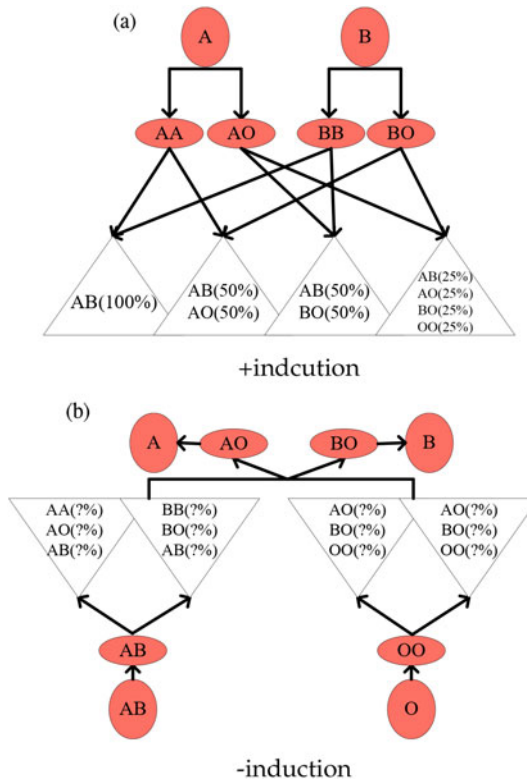 (a)
A
B
AA
AO
BB
BO
AB(100%)
AB(50%)
AO(50%)
AB(50%)
BO(50%)
AB(25%)
AO(25%)
BO(25%)
OO(25%)
+indcution
(b)
A
AO
BO
B
AA(?%)
AO(?%)
AB(?%)
BB(?%)
BO(?%)
AB(?%)
AO(?%)
BO(?%)
OO(?%)
AO(?%)
BO(?%)
OO(?%)
AB
OO
AB
O
-induction